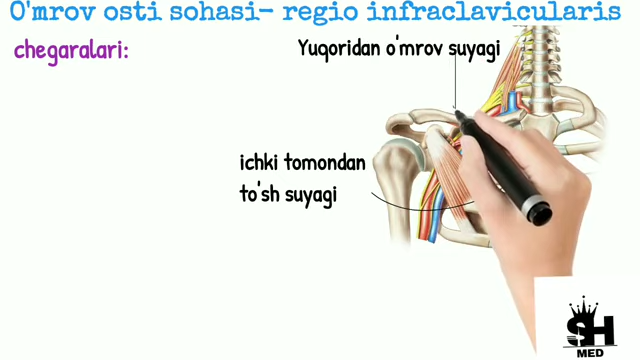 O'mrov osti sohasi- regio infraclavicularis
chegaralari:
Yuqoridan o'mrov suyagi
ichki tomondan
to'sh suyagi
SH
MED